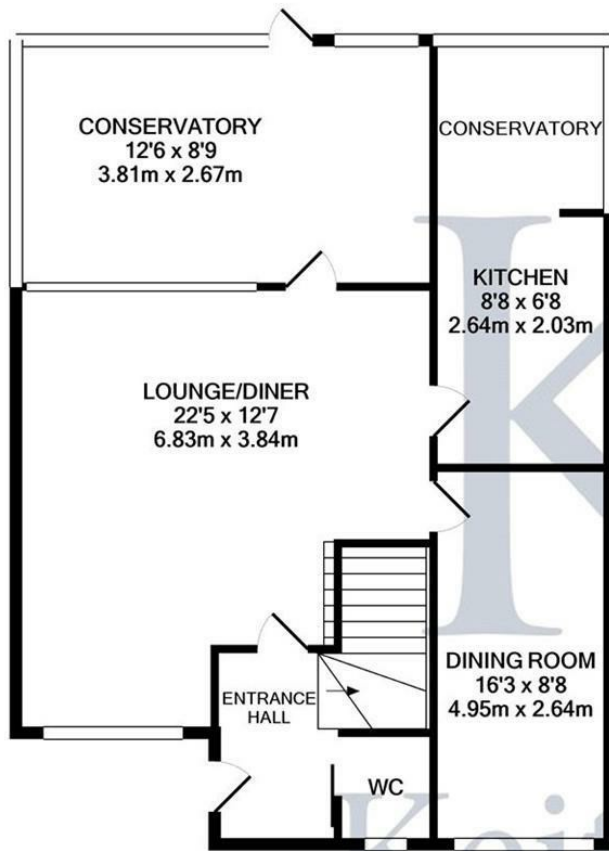 CONSERVATORY
12'6 x 8'9
3.81m x 2.67m
CONSERVATORY
KITCHEN
8'8 x 6'8
2.64m x 2.03m
LOUNGE/DINER
22'5 x 12'7
6.83m x 3.84m
DINING ROOM
16'3 x 8'8
4.95m x 2.64m
ENTRANCE
HALL
WC